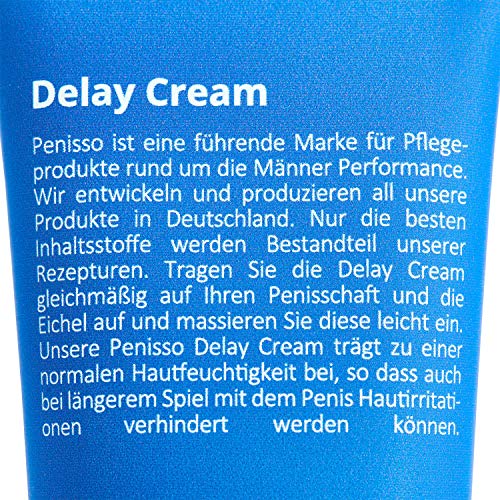 Delay Cream
Penisso ist eine führende Marke für Pflege-
produkte rund um die Männer Performance.
Wir entwickeln und produzieren all unsere
Produkte in Deutschland. Nur die besten
Inhaltsstoffe werden Bestandteil unserer
Rezepturen. Tragen Sie die Delay Cream
gleichmäßig auf Ihren Penisschaft und die
Eichel auf und massieren Sie diese leicht ein.
Unsere Penisso Delay Cream trägt zu einer
normalen Hautfeuchtigkeit bei, so dass auch
bei längerem Spiel mit dem Penis Hautirritati-
onen verhindert werden können.